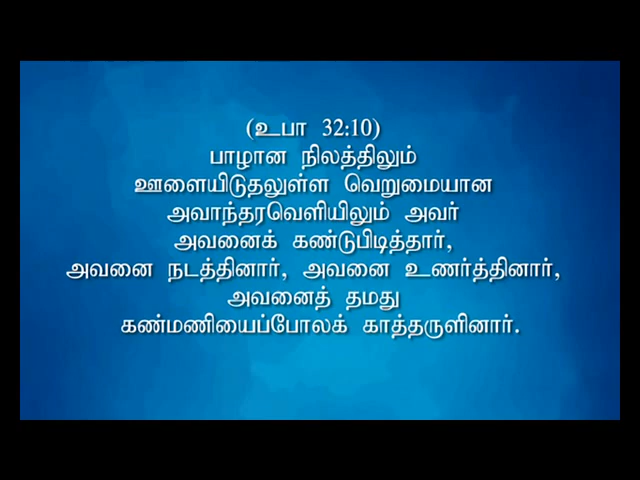 (உபா 32:10)
பாழான நிலத்திலும்
ஊளையிடுதலுள்ள வெறுமையான
அவாந்தரவெளியிலும் அவர்
அவனைக் கண்டுபிடித்தார்,
அவனை நடத்தினார், அவனை உணர்த்தினார்,
அவனைத் தமது
கண்மணியைப்போலக் காத்தருளினார்.